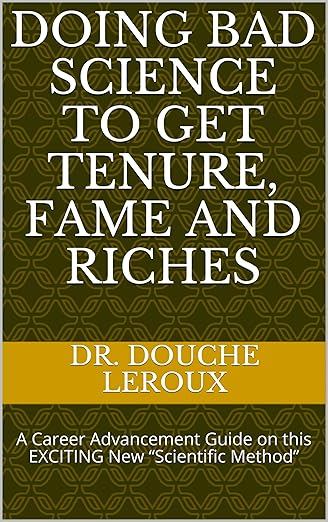 DOING BAD
SCIENCE
TO GET
TENURE,
FAME AND
RICHES
DR. DOUCHE
LEROUX
A Career Advancement Guide on this
EXCITING New “Scientific Method”